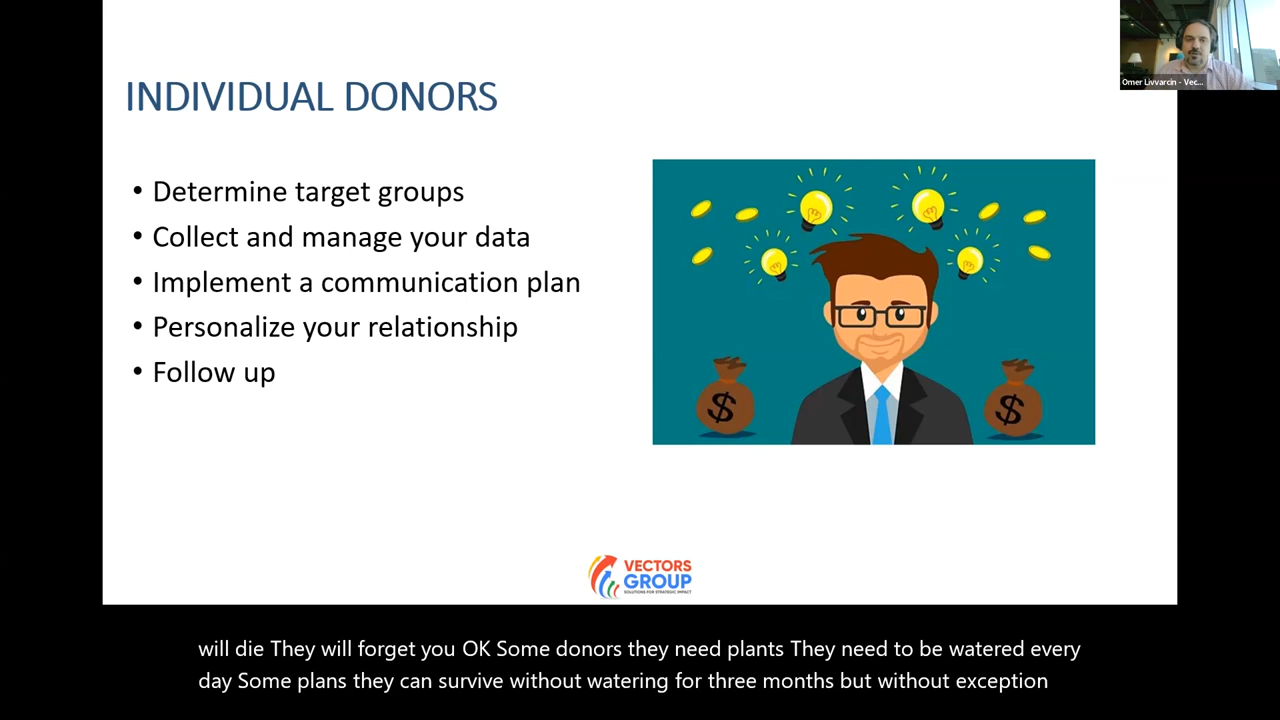 Omer Livvarcin - Vec...
INDIVIDUAL DONORS
• Determine target groups
• Collect and manage your data
• Implement a communication plan
• Personalize your relationship
• Follow up
$
$
VECTORS
GROUP
SOLUTIONS FOR STRATEGIC IMPACT
will die They will forget you OK Some donors they need plants They need to be watered every
day Some plans they can survive without watering for three months but without exception